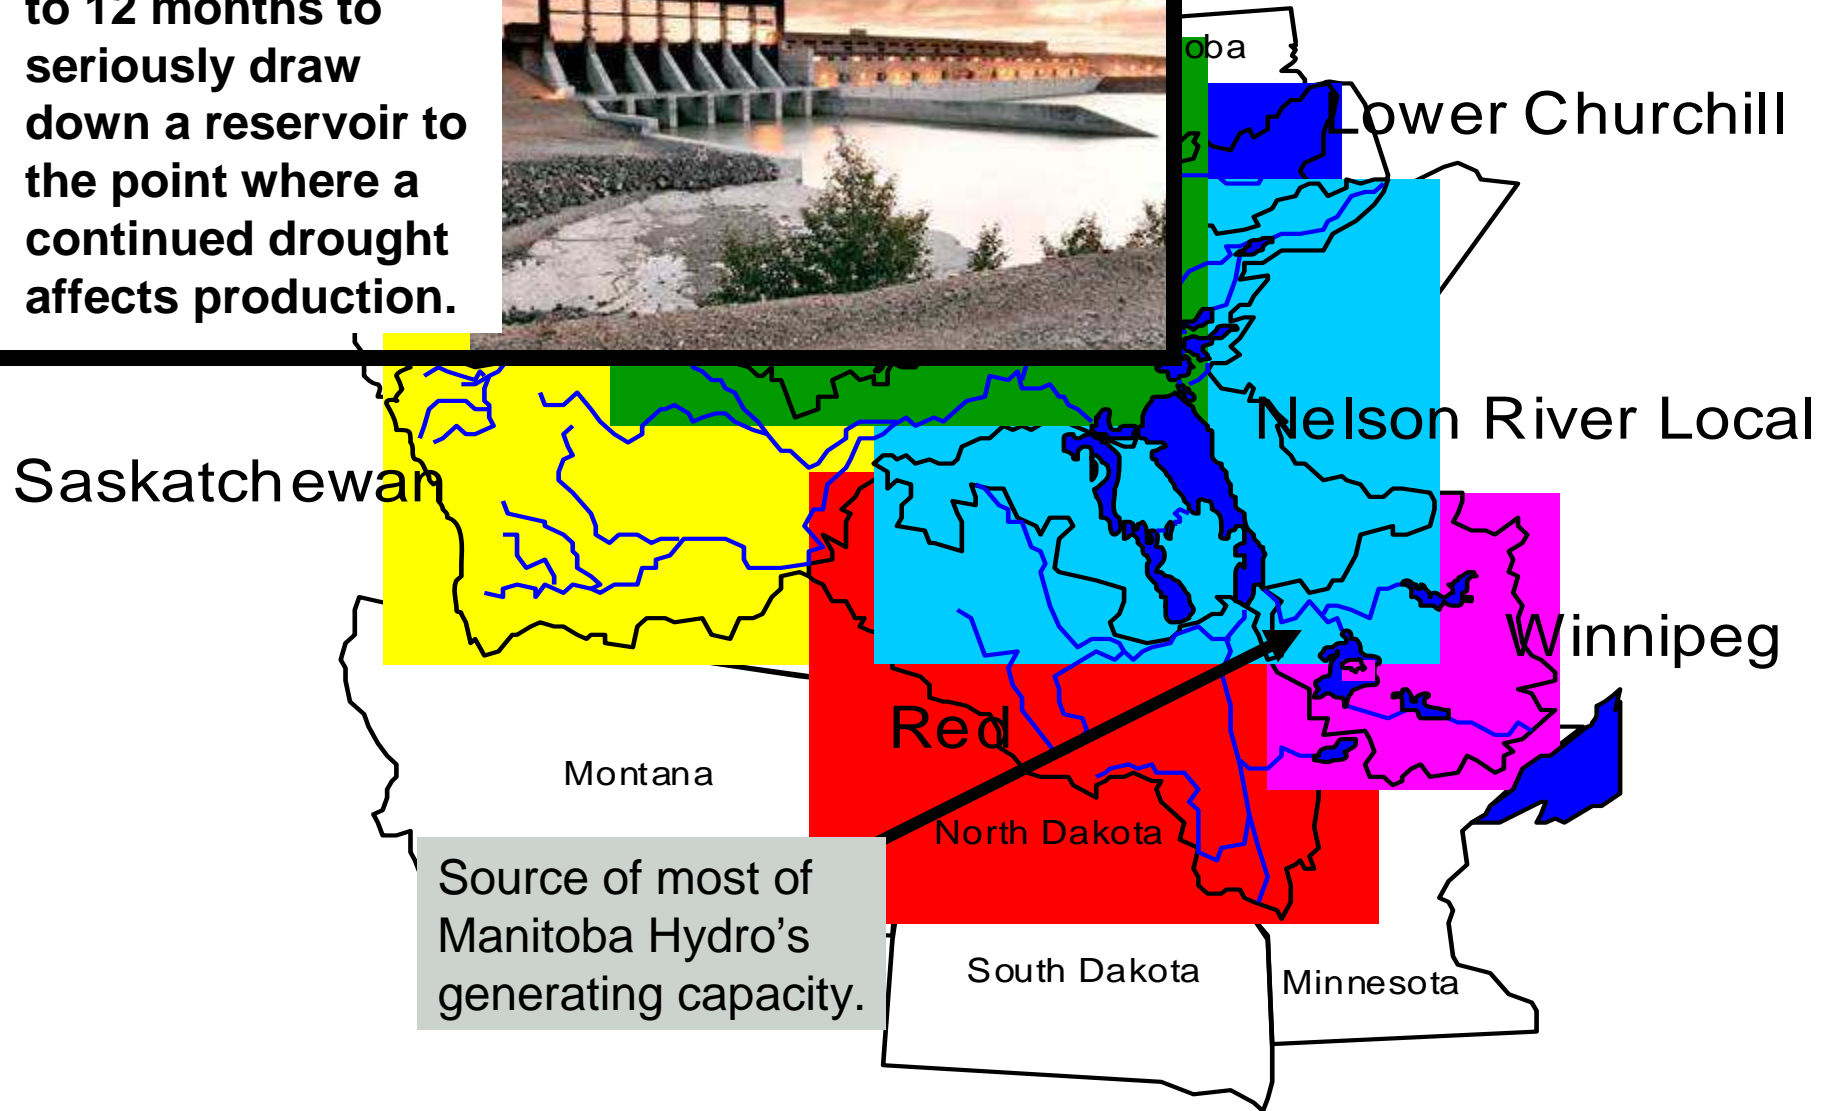 to 12 months to
seriously draw
down a reservoir to
the point where a
continued drought
affects production.
oba
Lower Churchill
Nelson River Local
Saskatchewan
Winnipeg
Red
Montana
North Dakota
Source of most of
Manitoba Hydro's
generating capacity.
South Dakota
Minnesota